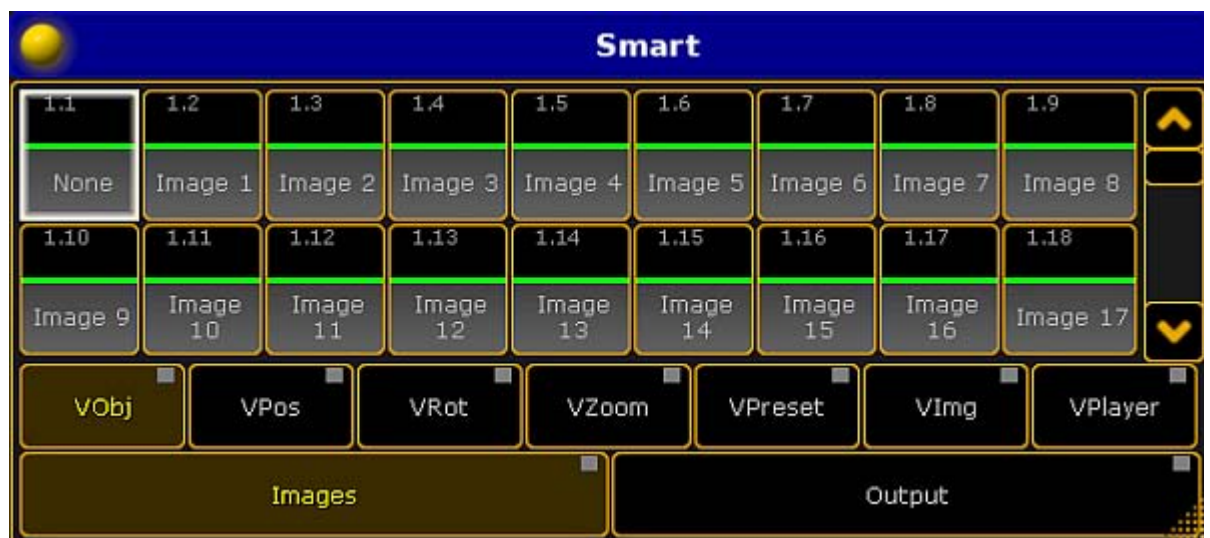 Smart
1.1 1.2 1.3 1.4 1.5 1.6 1.7 1.8 1.9
None Image 1 Image 2 Image 3 Image 4 Image 5 Image 6 Image 7 Image 8
1.10 1.11 1.12 1.13 1.14 1.15 1.16 1.17 1.18
Image 9 Image 10 Image 11 Image 12 Image 13 Image 14 Image 15 Image 16 Image 17
VObj VPos VRot VZoom VPreset VImg VPlayer
Images Output